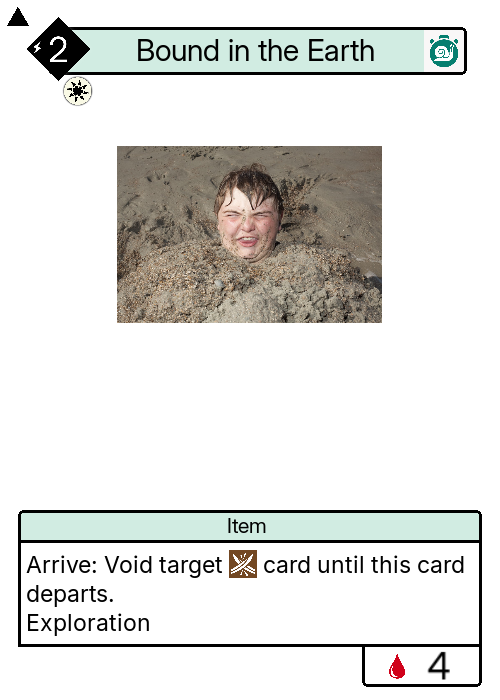 2 Bound in the Earth
Item
Arrive: Void target card until this card
departs.
Exploration
4